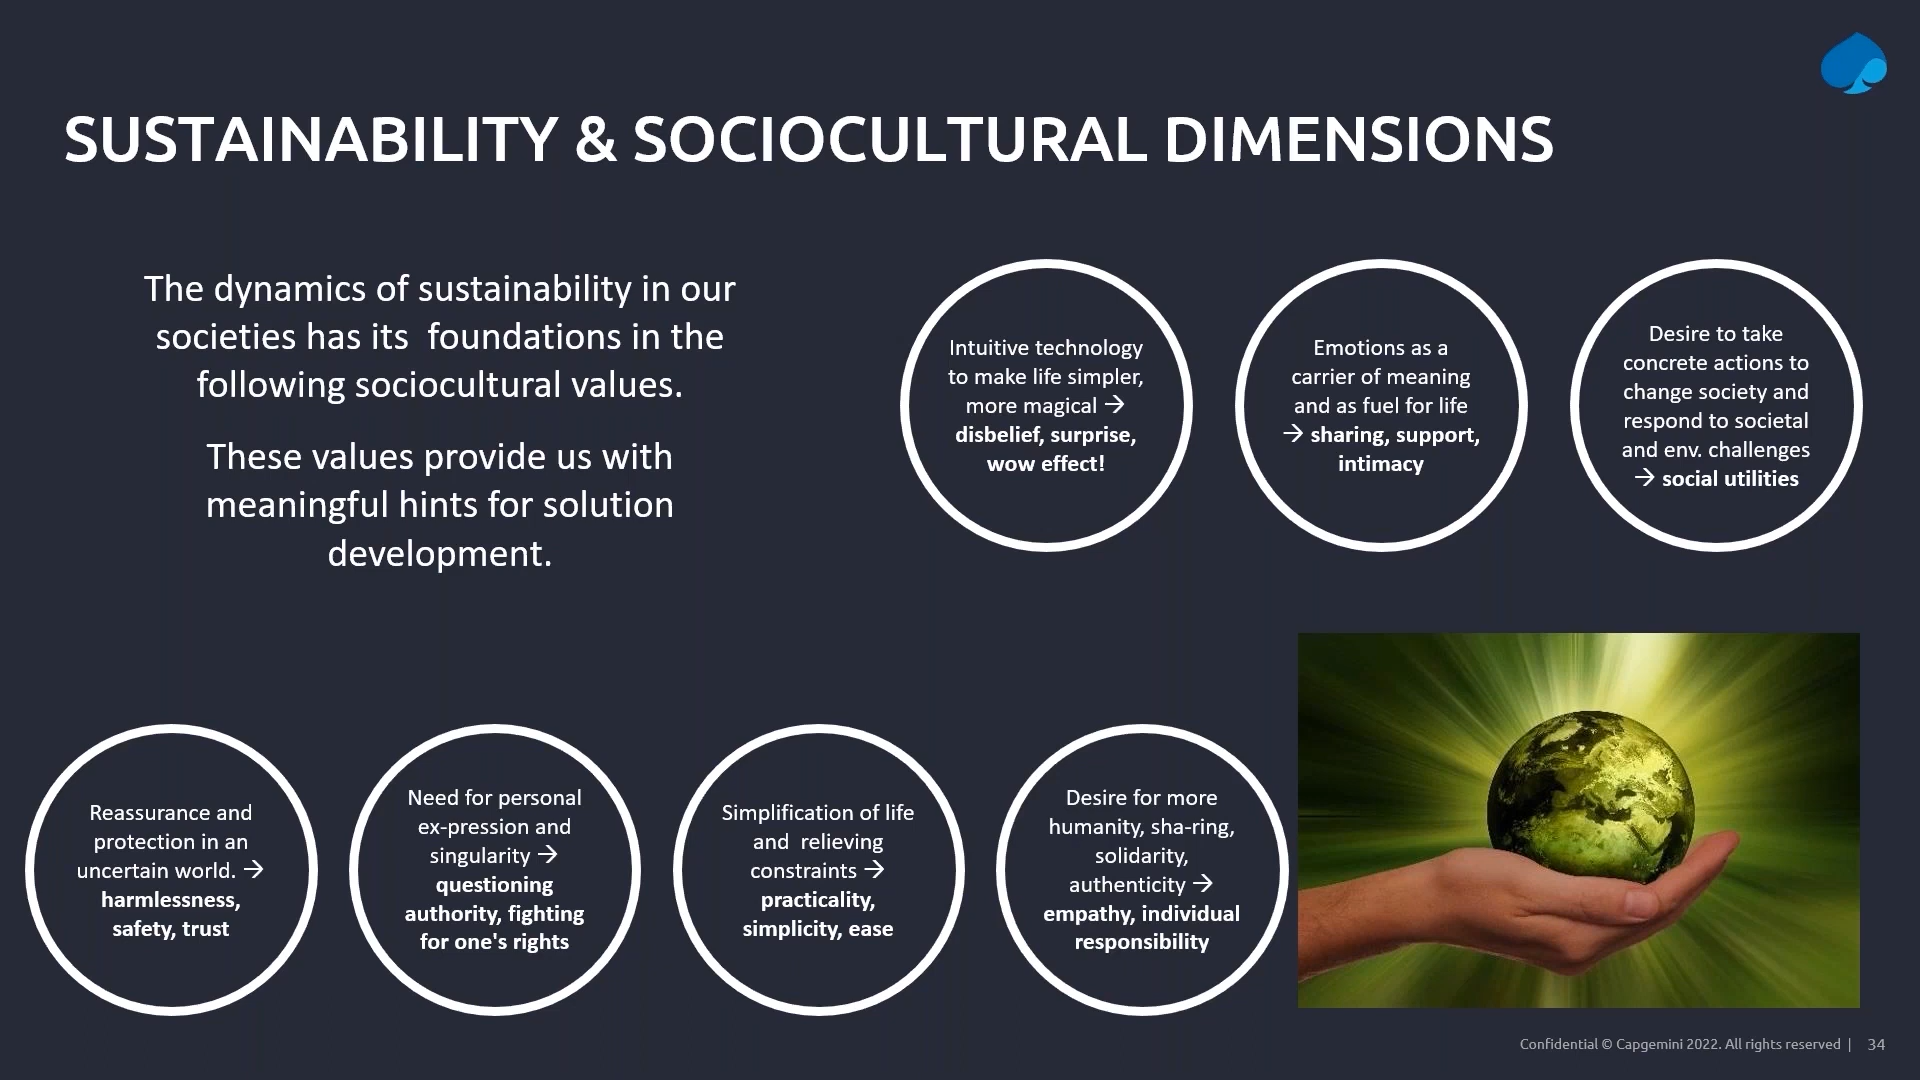 SUSTAINABILITY & SOCIOCULTURAL DIMENSIONS
The dynamics of sustainability in our
societies has its  foundations in the
following sociocultural values.
These values provide us with
meaningful hints for solution
development.
Intuitive technology
to make life simpler,
more magical →
disbelief, surprise,
wow effect!
Emotions as a
carrier of meaning
and as fuel for life
→ sharing, support,
intimacy
Desire to take
concrete actions to
change society and
respond to societal
and env. challenges
→ social utilities
Reassurance and
protection in an
uncertain world. →
harmlessness,
safety, trust
Need for personal
ex-pression and
singularity →
questioning
authority, fighting
for one's rights
Simplification of life
and  relieving
constraints →
practicality,
simplicity, ease
Desire for more
humanity, sha-ring,
solidarity,
authenticity →
empathy, individual
responsibility
Confidential © Capgemini 2022. All rights reserved | 34